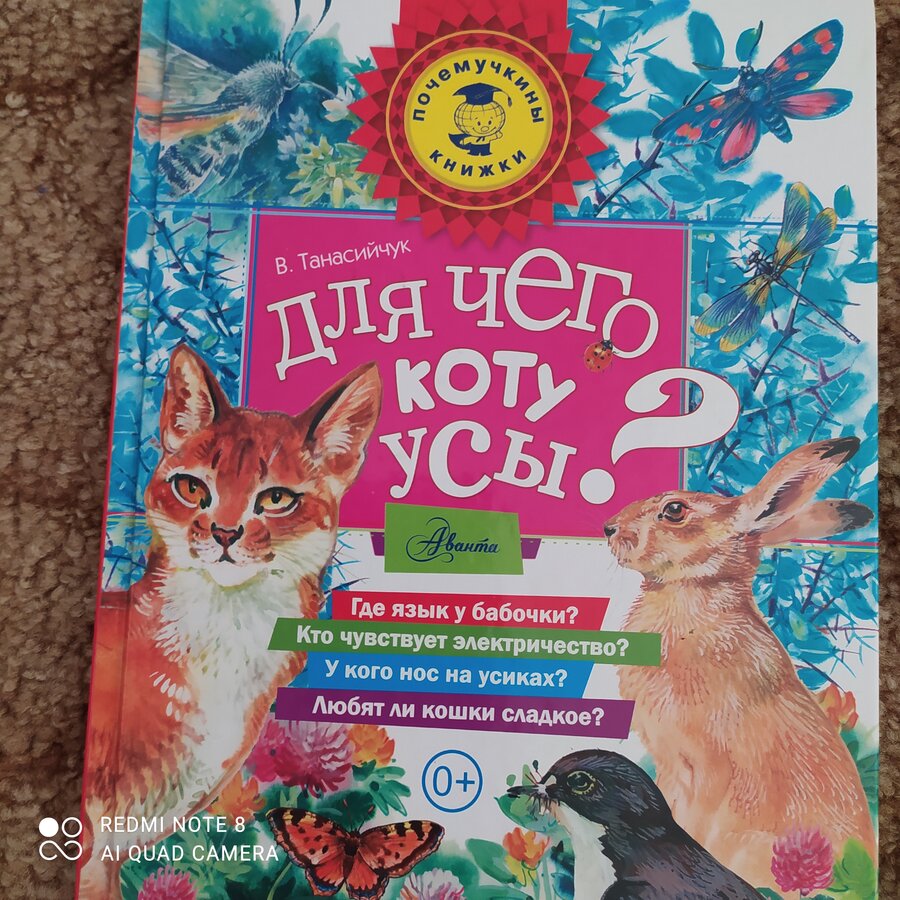 почемучкины
книжки
В. Танасийчук
Для чего
коту
усы?
Аванта
Где язык у бабочки?
Кто чувствует электричество?
У кого нос на усиках?
Любят ли кошки сладкое?
0+
REDMI NOTE 8
AI QUAD CAMERA